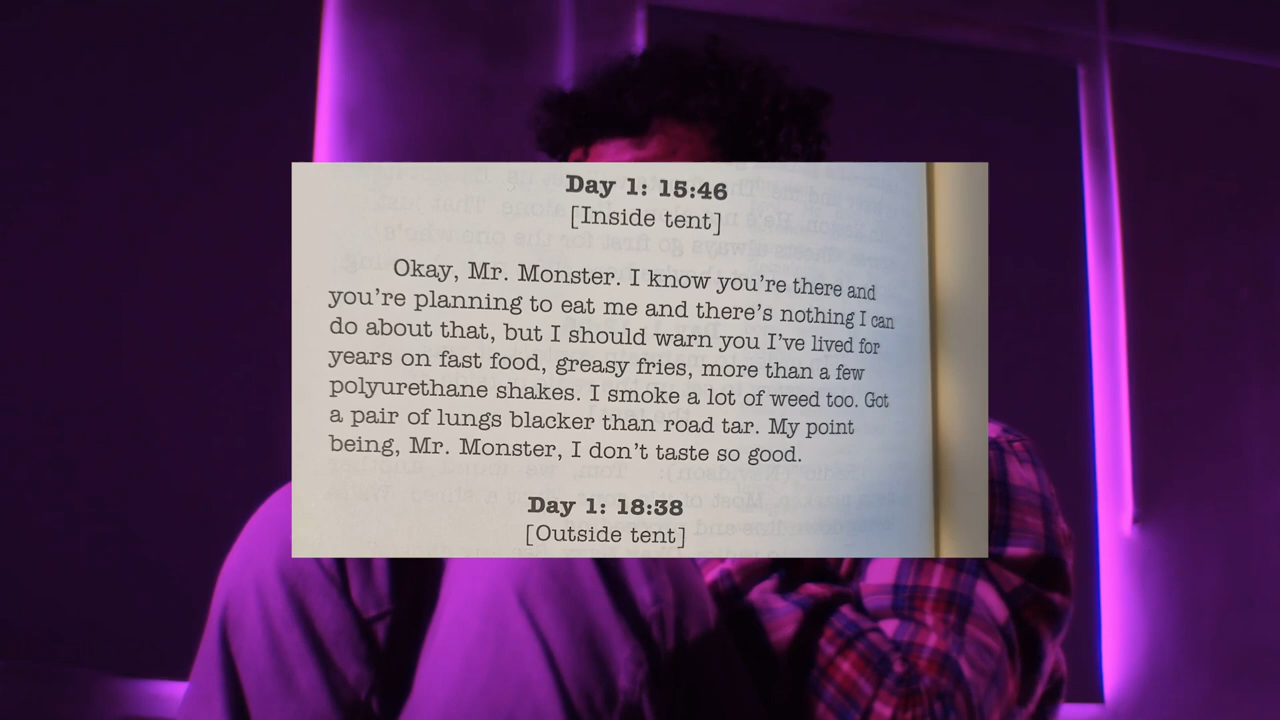 Day 1: 15:46
[Inside tent]
Okay, Mr. Monster. I know you're there and
you're planning to eat me and there's nothing I can
do about that, but I should warn you I've lived for
years on fast food, greasy fries, more than a few
polyurethane shakes. I smoke a lot of weed too. Got
a pair of lungs blacker than road tar. My point
being, Mr. Monster, I don't taste so good.
Day 1: 18:38
[Outside tent]